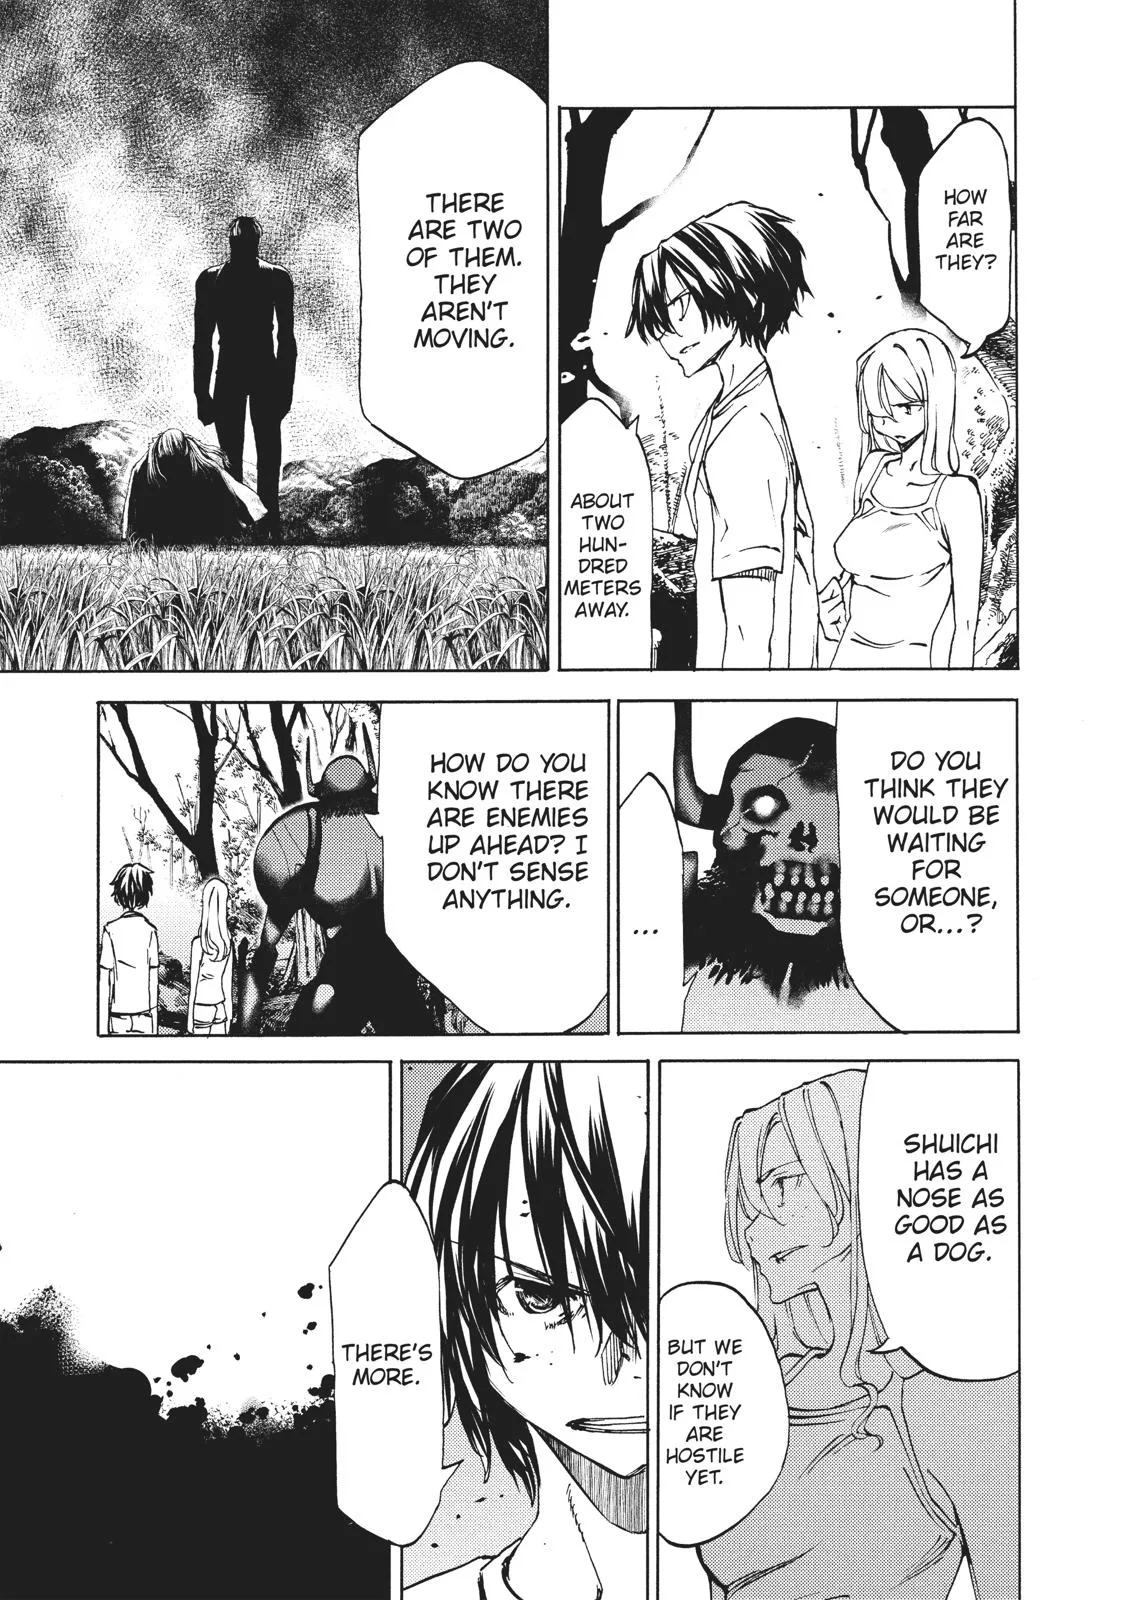 HOW
FAR
ARE
THEY?
ABOUT
TWO
HUN-
DRED
METERS
AWAY.
THERE
ARE TWO
OF THEM.
THEY
AREN'T
MOVING.
DO YOU
THINK THEY
WOULD BE
WAITING
FOR
SOMEONE,
OR...?
...
HOW DO YOU
KNOW THERE
ARE ENEMIES
UP AHEAD? I
DON'T SENSE
ANYTHING.
SHUICHI
HAS A
NOSE AS
GOOD AS
A DOG.
BUT WE
DON'T
KNOW
IF THEY
ARE
HOSTILE
YET.
THERE'S
MORE.